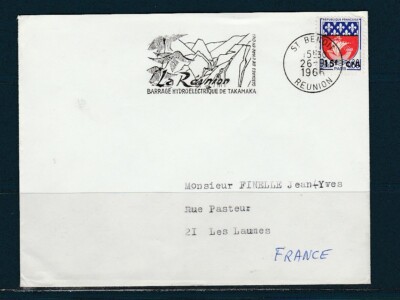 La Réunion
BARRAGE HYDROÉLECTRIQUE DE TAKAMAKA
REPUBLIQUE FRANÇAISE
15F CFA
ST BENOIT
26
REUNION
Monsieur FINELLE Jean-Yves
Rue Pasteur
21 Les Laumes
FRANCE